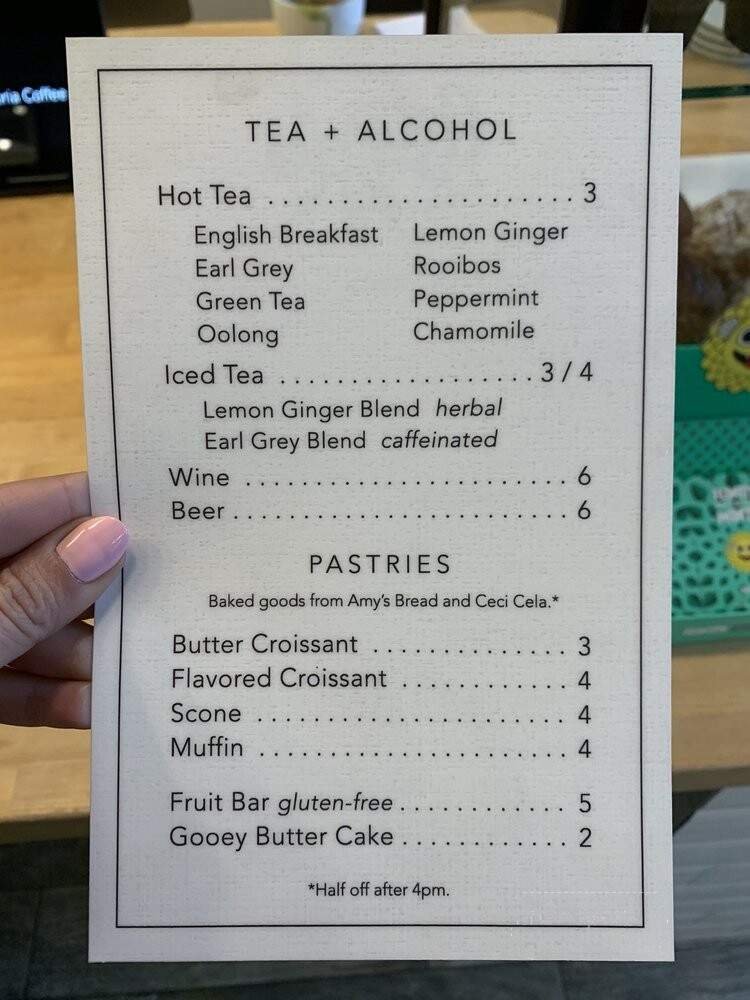 ria Coffee
TEA + ALCOHOL
Hot Tea ...................... 3
English Breakfast Lemon Ginger
Earl Grey Rooibos
Green Tea Peppermint
Oolong Chamomile
Iced Tea .................. 3 / 4
Lemon Ginger Blend herbal
Earl Grey Blend caffeinated
Wine ...................... 6
Beer ....................... 6
PASTRIES
Baked goods from Amy's Bread and Ceci Cela.*
Butter Croissant .............. 3
Flavored Croissant ............ 4
Scone ...................... 4
Muffin ...................... 4
Fruit Bar gluten-free ............ 5
Gooey Butter Cake ............ 2
*Half off after 4pm.